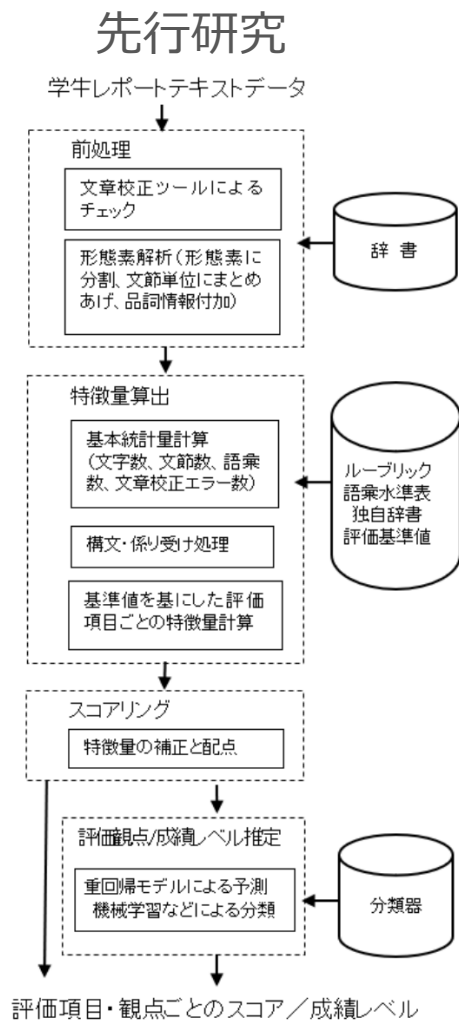 先行研究
学生レポートテキストデータ
前処理
文章校正ツールによる
チェック
形態素解析(形態素に
分割、文節単位にまとめ
あげ、品詞情報付加)
辞書
特徴量算出
基本統計量計算
(文字数、文節数、語彙
数、文章校正エラー数)
構文・係り受け処理
基準値を基にした評価
項目ごとの特徴量計算
ルーブリック
語彙水準表
独自辞書
評価基準値
スコアリング
特徴量の補正と配点
評価観点/成績レベル推定
重回帰モデルによる予測
機械学習などによる分類
分類器
評価項目・観点ごとのスコア/成績レベル